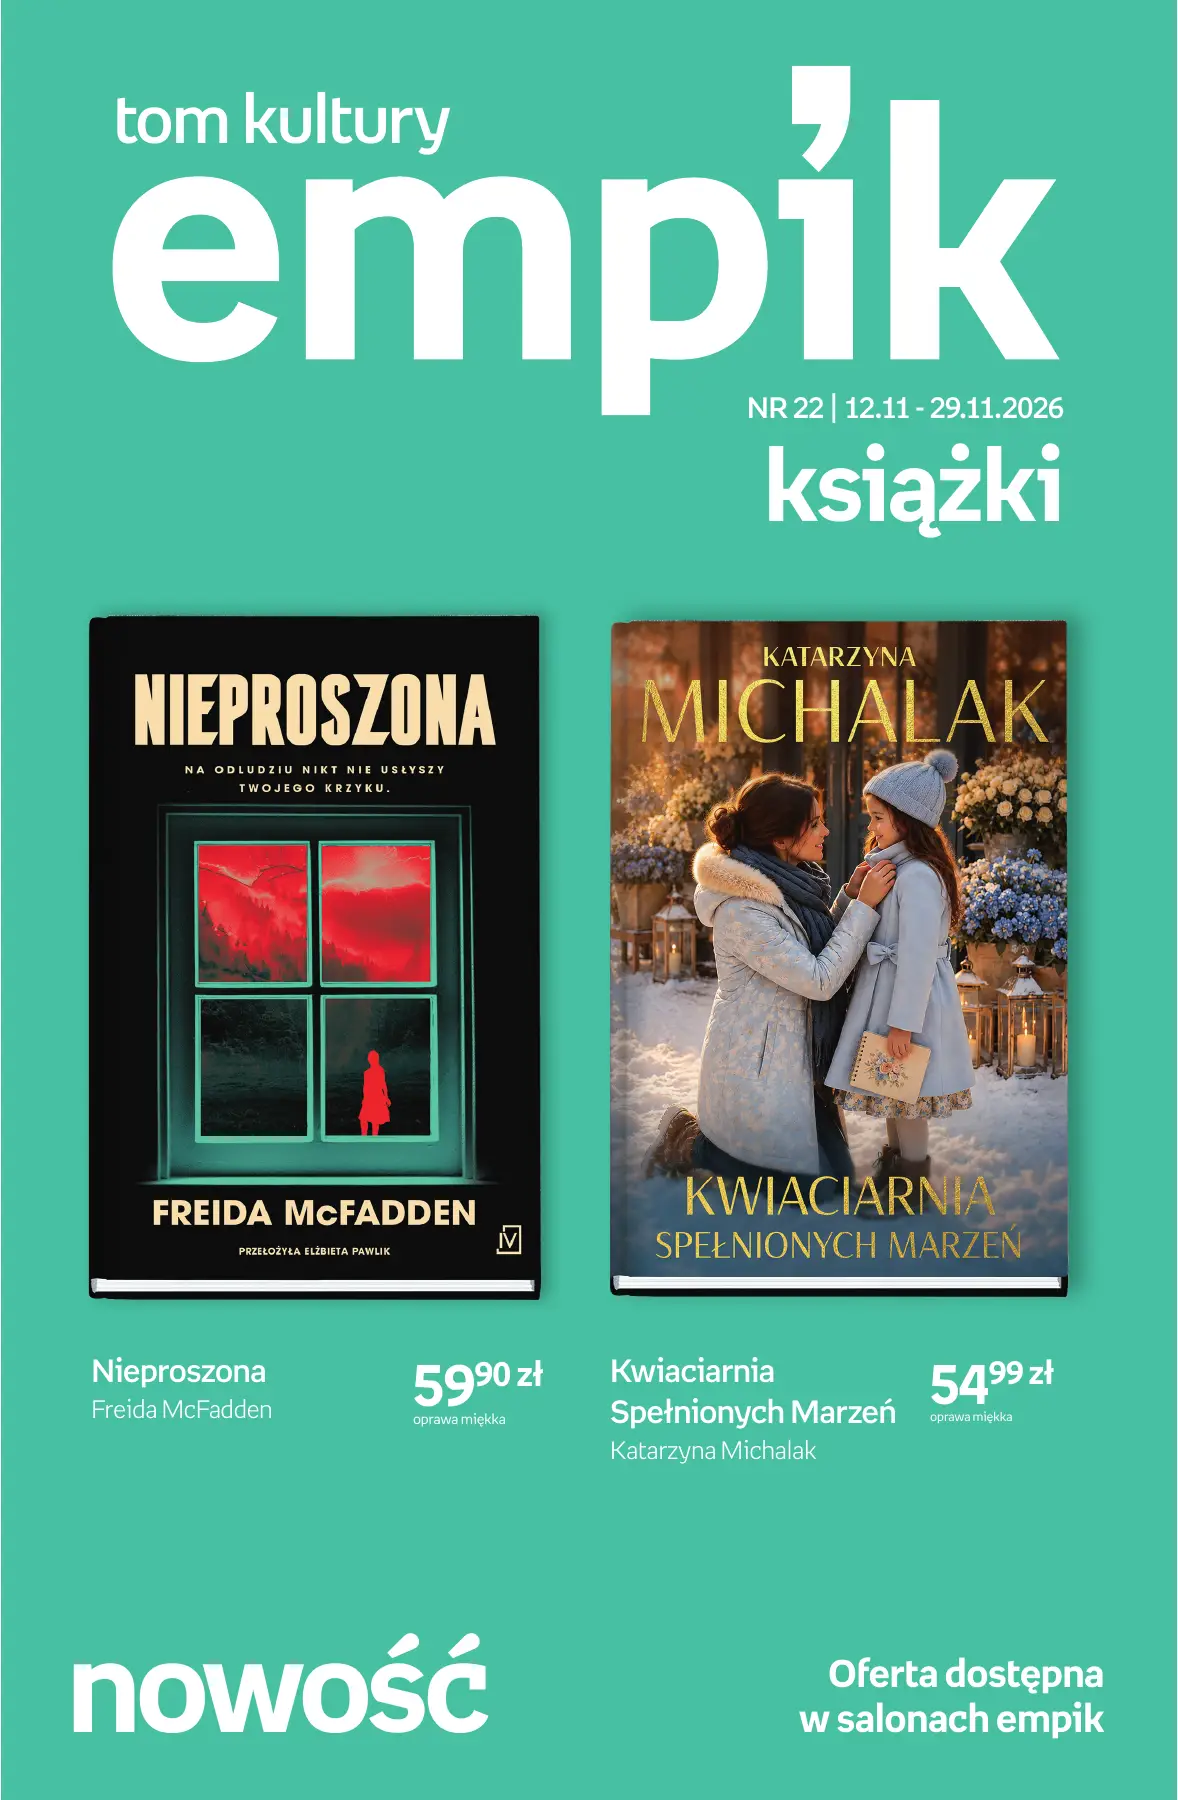 tom kultury
empik
NR 22 | 12.11 - 29.11.2026
książki
NIEPROSZONA
NA ODLUDZIU NIKT NIE USŁYSZY
TWOJEGO KRZYKU.
FREIDA McFADDEN
PRZEŁOŻYŁA ELŻBIETA PAWLIK
IV
KATARZYNA
MICHALAK
KWIACIARNIA
SPEŁNIONYCH MARZEŃ
Nieproszona
Freida McFadden
5990 zł
oprawa miękka
Kwiaciarnia
Spełnionych Marzeń
Katarzyna Michalak
5499 zł
oprawa miękka
nowość
Oferta dostępna
w salonach empik